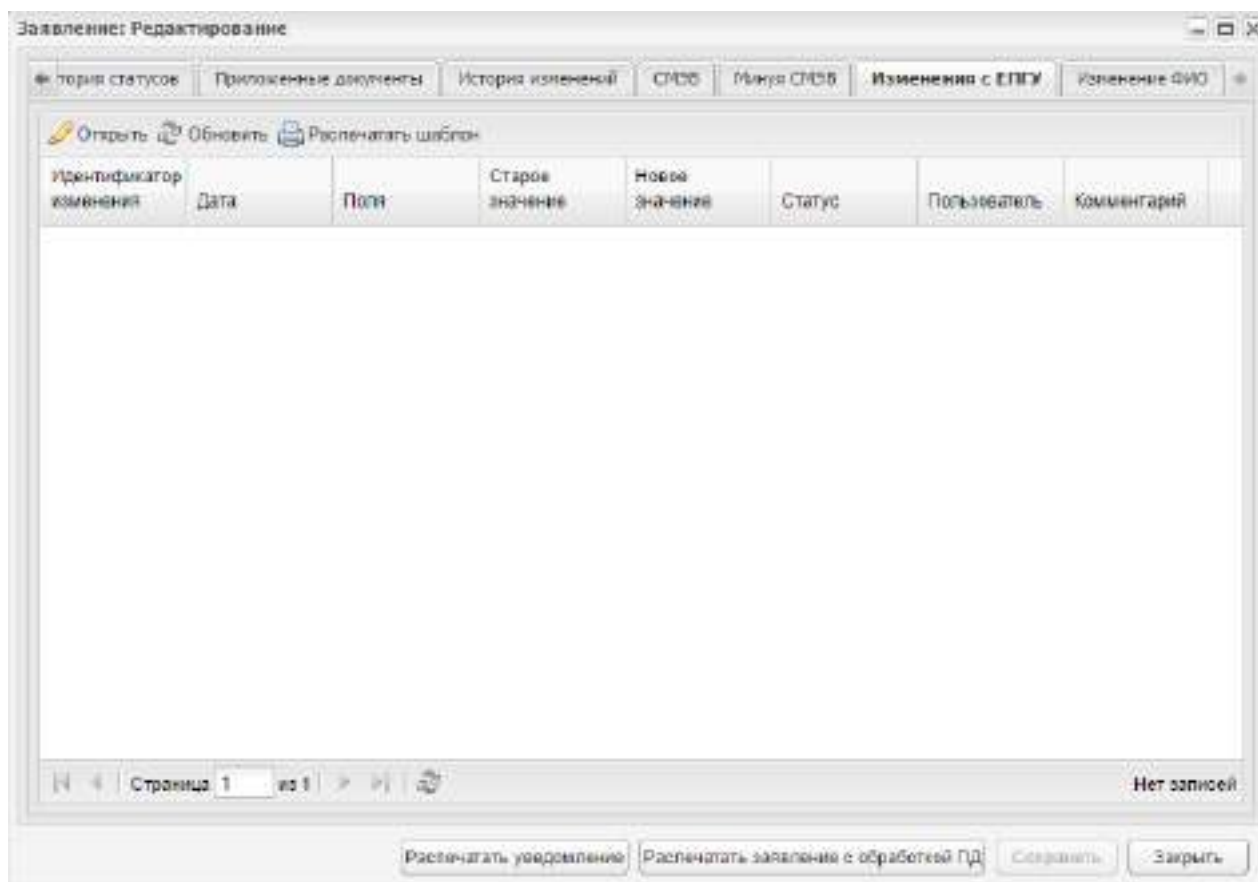 Заявление: Редактирование
тория статусов Приложенные документы История изменений СМЭВ Минуя СМЭВ Изменения с ЕПГУ Изменение ФИО
Открыть Обновить Распечатать шаблон
Идентификатор изменения Дата Поля Старое значение Новое значение Статус Пользователь Комментарий
Страница 1 из 1 Нет записей
Распечатать уведомление Распечатать заявление с обработкой ПД Сохранить Закрыть